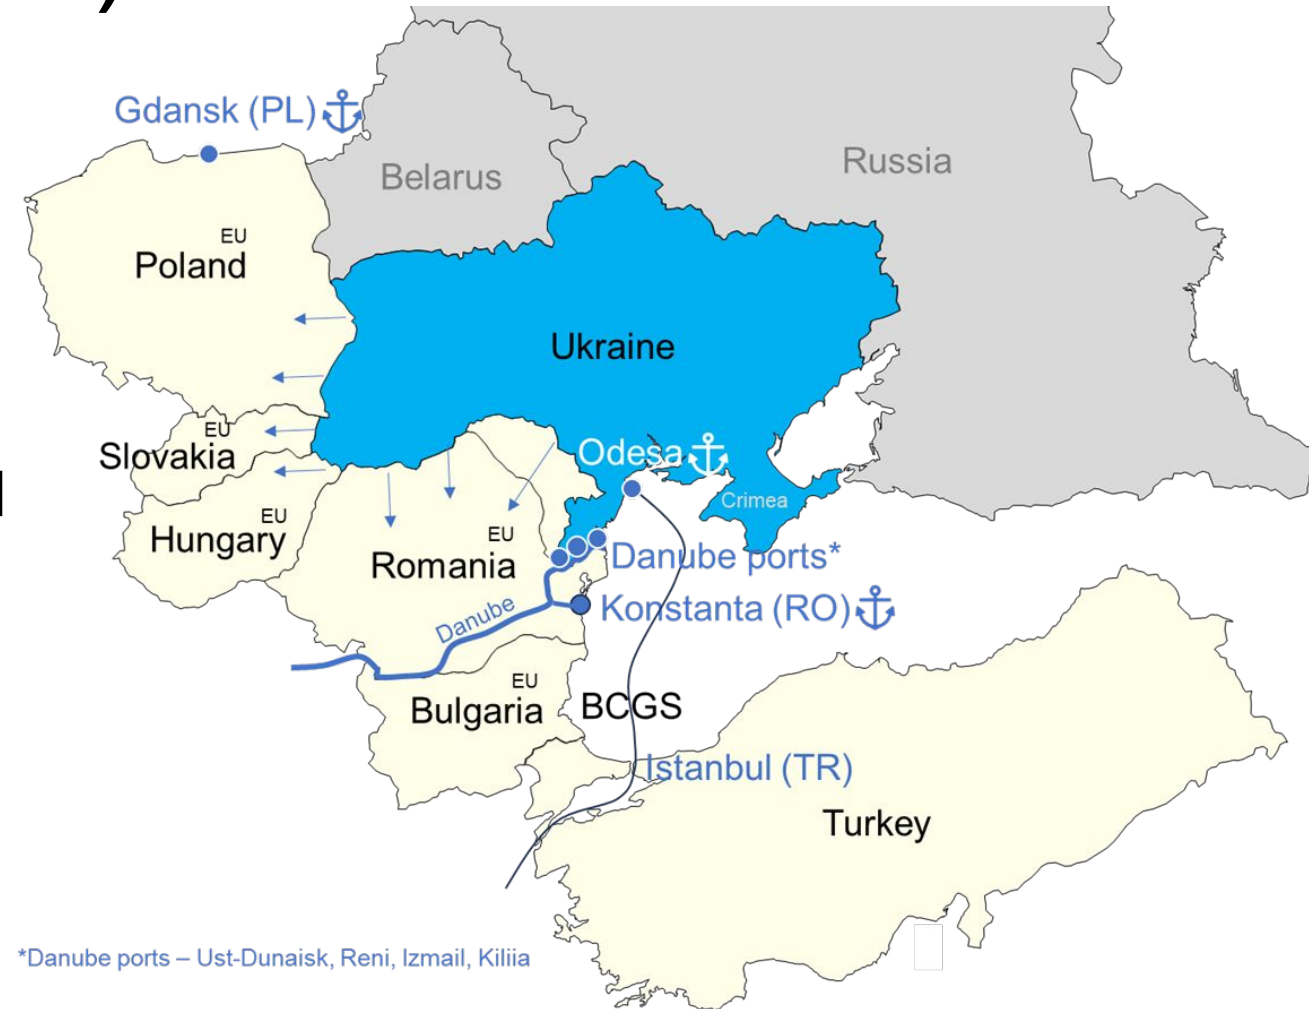 Gdansk (PL)
Belarus
Russia
EU
Poland
Ukraine
EU
Slovakia
Odesa
Crimea
EU
Hungary
EU
Romania
Danube ports*
Konstanta (RO)
Danube
EU
Bulgaria
BCGS
Istanbul (TR)
Turkey
*Danube ports – Ust-Dunaisk, Reni, Izmail, Kiliia